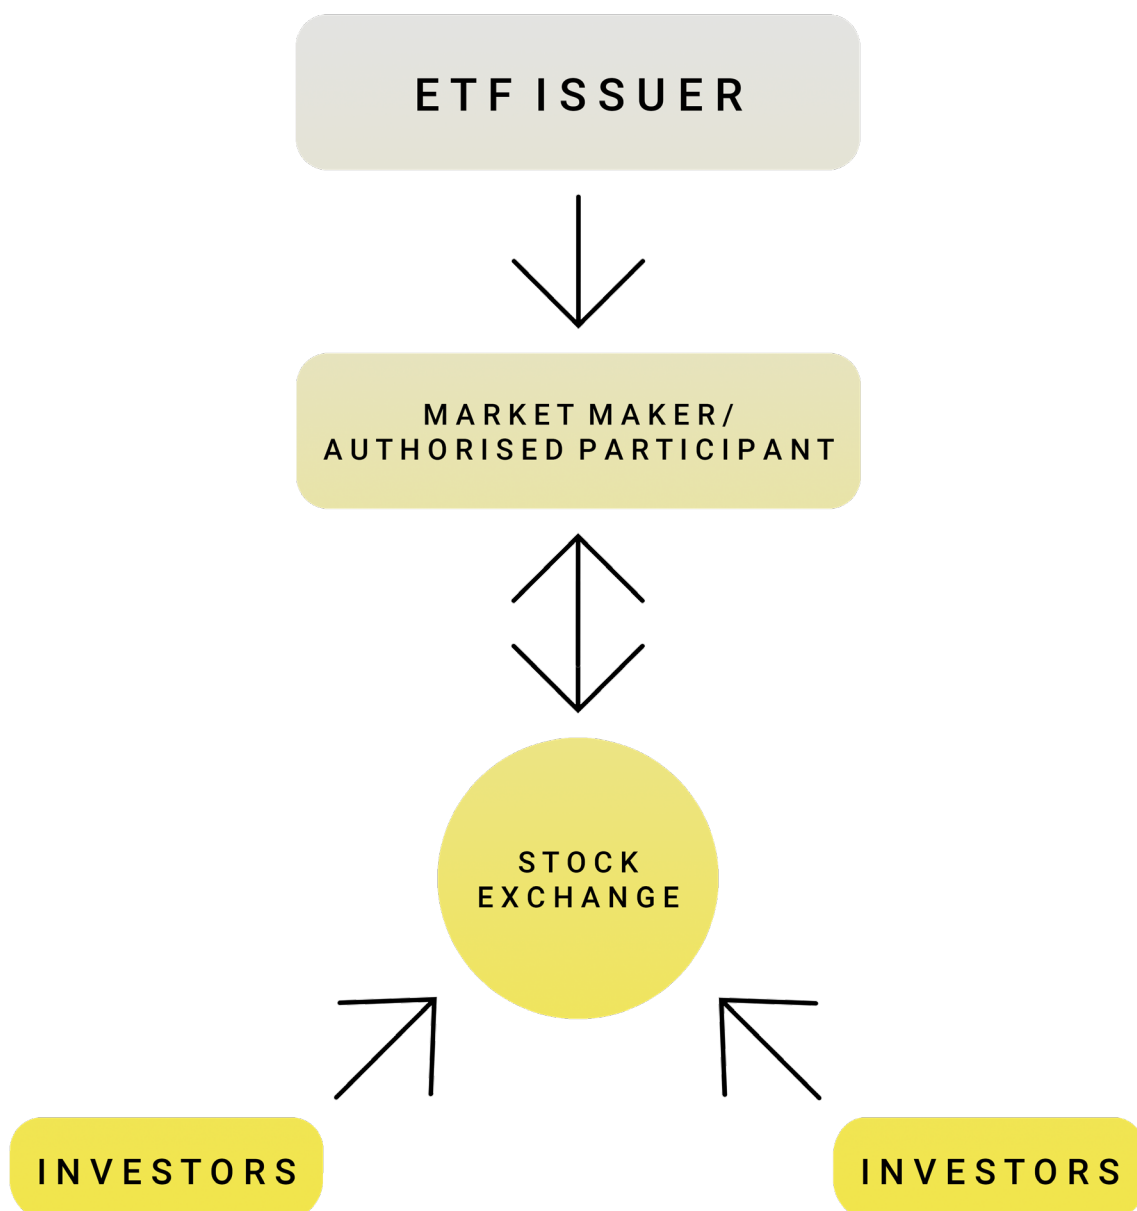 ETF ISSUER
MARKET MAKER/
AUTHORISED PARTICIPANT
STOCK
EXCHANGE
INVESTORS
INVESTORS